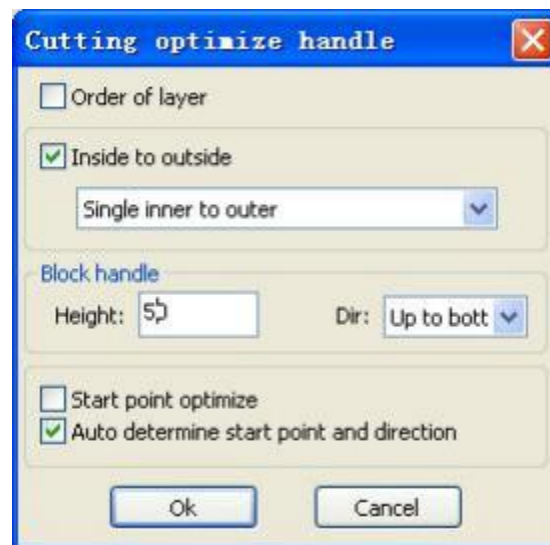 Cutting optimize handle
Order of layer
Inside to outside
Single inner to outer
Block handle
Height: Dir: Up to bott
Start point optimize
Auto determine start point and direction
Ok Cancel